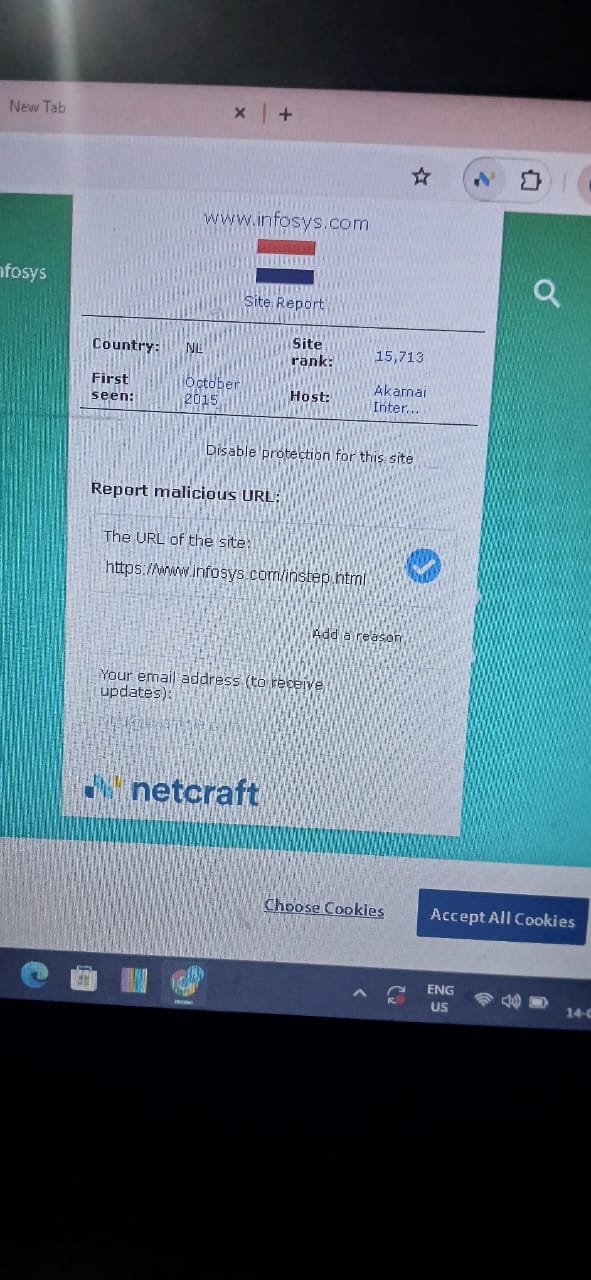 New Tab
www.infosys.com
nfosys
Site Report
Country: NL Site rank: 15,713
First seen: October 2015 Host: Akamai Inter...
Disable protection for this site
Report malicious URL:
The URL of the site:
https://www.infosys.com/instep.html
Add a reason
Your email address (to receive
updates):
netcraft
Choose Cookies Accept All Cookies
ENG
US